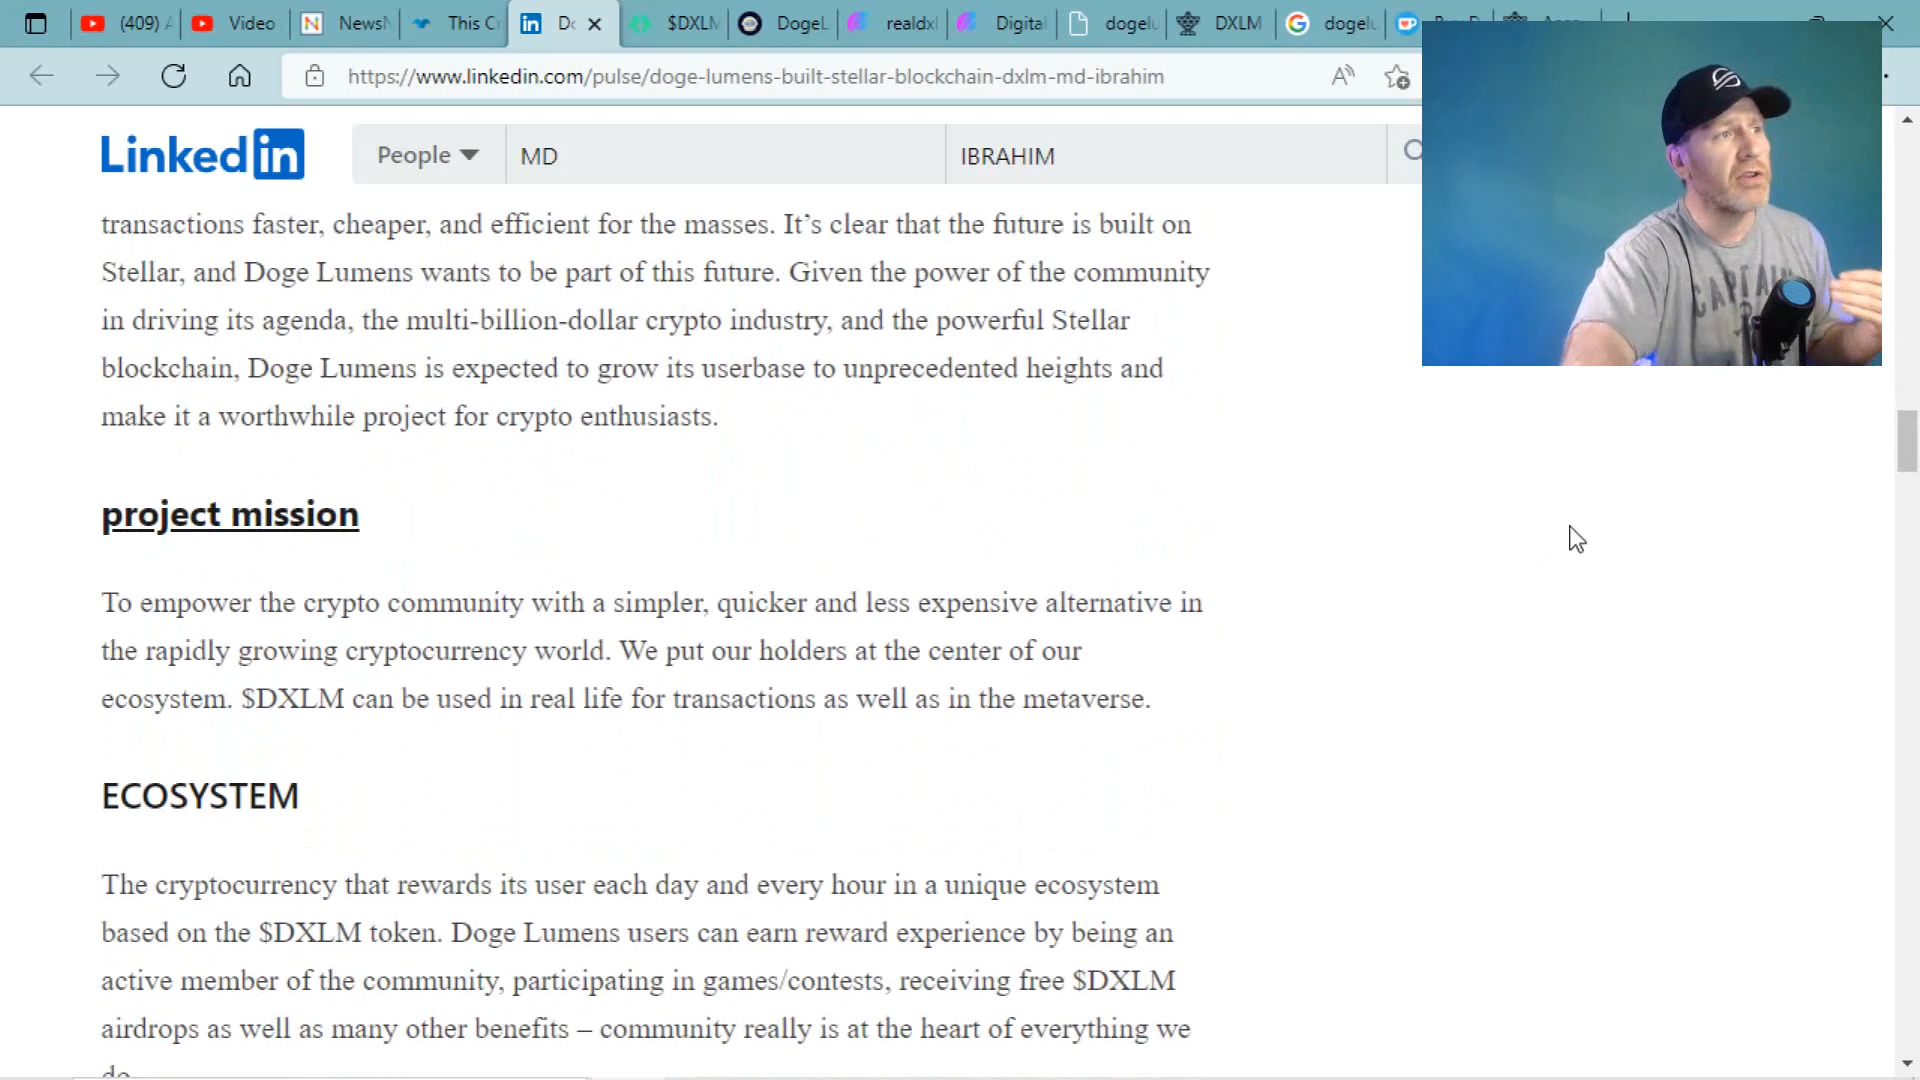 (409) A
Video
NewsN
This Cr
Do
$DXLM
DogeL
realdxl
Digital
dogelu
DXLM
dogelu
https://www.linkedin.com/pulse/doge-lumens-built-stellar-blockchain-dxlm-md-ibrahim
Linked in
People
MD
IBRAHIM
transactions faster, cheaper, and efficient for the masses. It’s clear that the future is built on
Stellar, and Doge Lumens wants to be part of this future. Given the power of the community
in driving its agenda, the multi-billion-dollar crypto industry, and the powerful Stellar
blockchain, Doge Lumens is expected to grow its userbase to unprecedented heights and
make it a worthwhile project for crypto enthusiasts.
project mission
To empower the crypto community with a simpler, quicker and less expensive alternative in
the rapidly growing cryptocurrency world. We put our holders at the center of our
ecosystem. $DXLM can be used in real life for transactions as well as in the metaverse.
ECOSYSTEM
The cryptocurrency that rewards its user each day and every hour in a unique ecosystem
based on the $DXLM token. Doge Lumens users can earn reward experience by being an
active member of the community, participating in games/contests, receiving free $DXLM
airdrops as well as many other benefits – community really is at the heart of everything we
do.